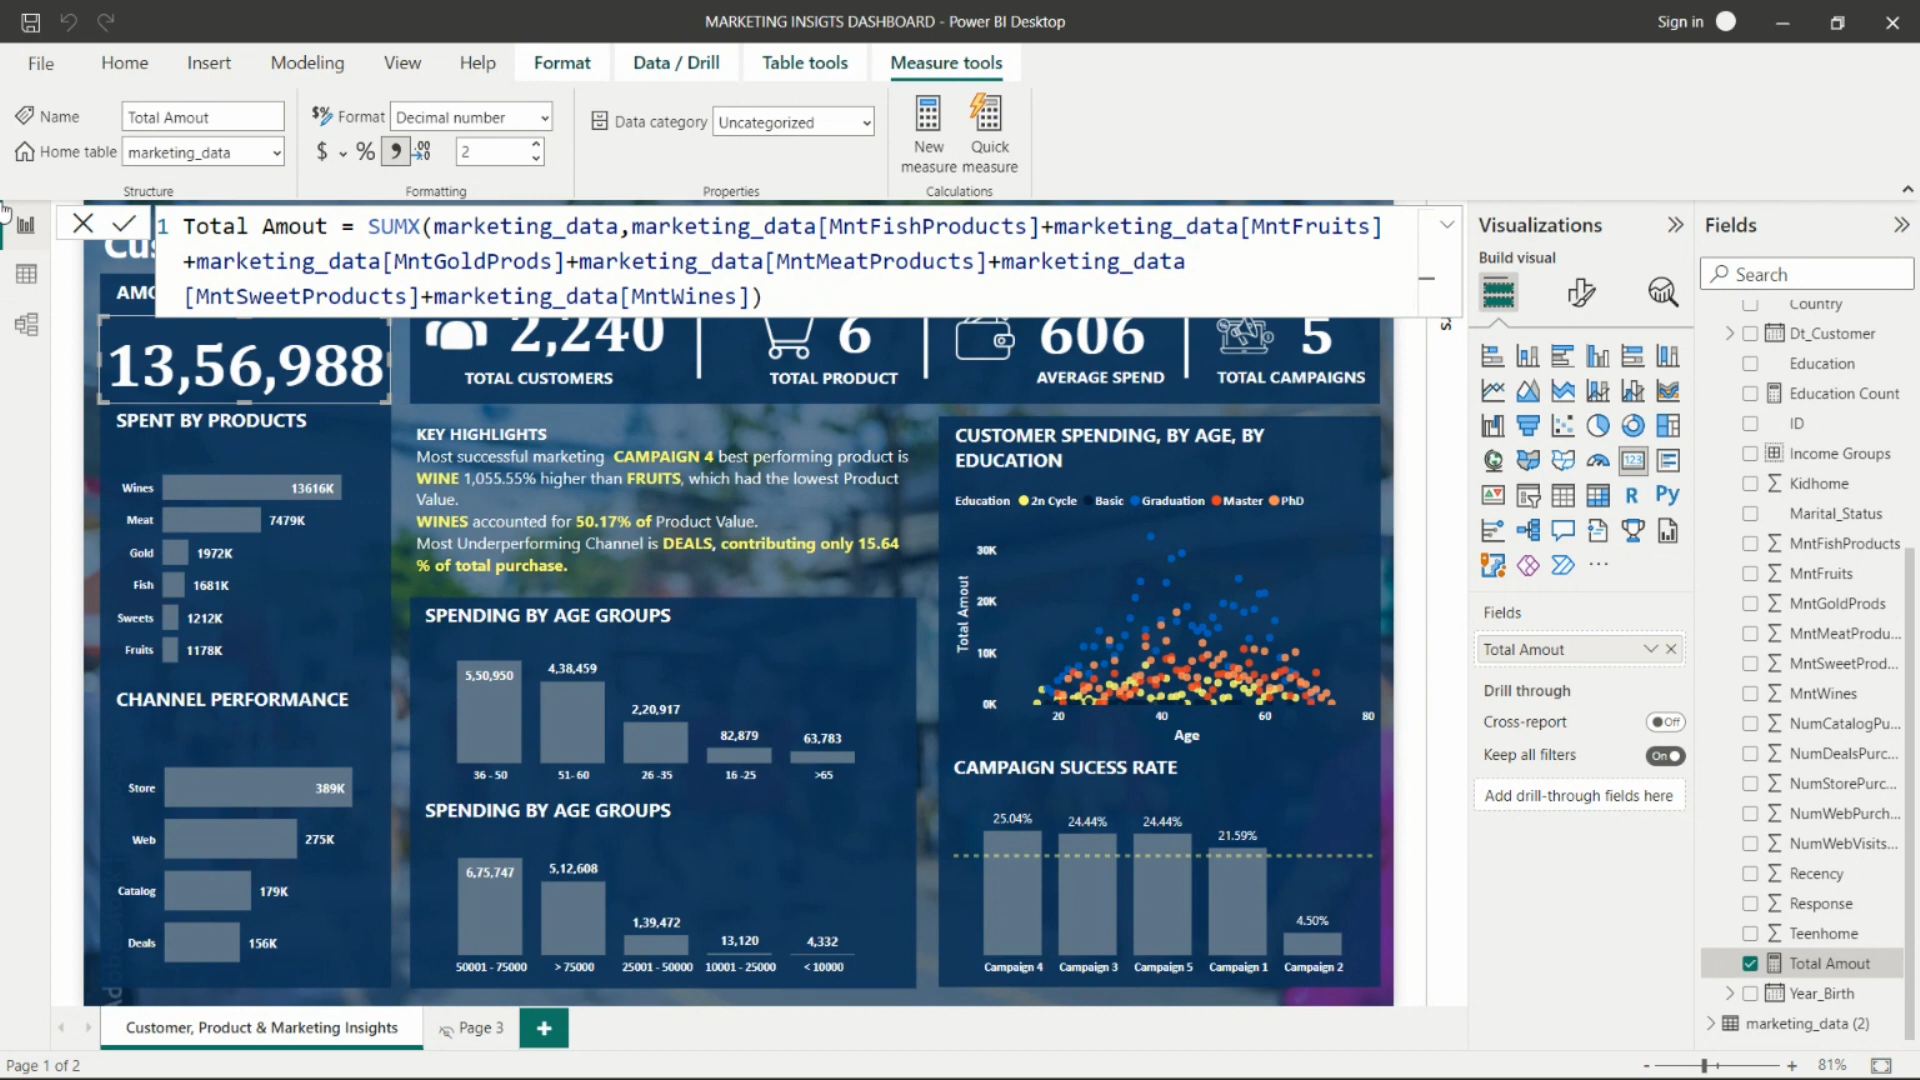 MARKETING INSIGTS DASHBOARD - Power BI Desktop
Sign in
File Home Insert Modeling View Help Format Data / Drill Table tools Measure tools
Name Total Amout
Home table marketing_data
Structure
Format Decimal number
$ % 2
Formatting
Data category Uncategorized
Properties
New measure
Quick measure
Calculations
1 Total Amout = SUMX(marketing_data,marketing_data[MntFishProducts]+marketing_data[MntFruits]
+marketing_data[MntGoldProds]+marketing_data[MntMeatProducts]+marketing_data
[MntSweetProducts]+marketing_data[MntWines])
13,56,988
2,240
TOTAL CUSTOMERS
6
TOTAL PRODUCT
606
AVERAGE SPEND
5
TOTAL CAMPAIGNS
SPENT BY PRODUCTS
Wines 13616K
Meat 7479K
Gold 1972K
Fish 1681K
Sweets 1212K
Fruits 1178K
CHANNEL PERFORMANCE
Store 389K
Web 275K
Catalog 179K
Deals 156K
KEY HIGHLIGHTS
Most successful marketing CAMPAIGN 4 best performing product is
WINE 1,055.55% higher than FRUITS, which had the lowest Product
Value.
WINES accounted for 50.17% of Product Value.
Most Underperforming Channel is DEALS, contributing only 15.64
% of total purchase.
SPENDING BY AGE GROUPS
5,50,950 4,38,459 2,20,917 82,879 63,783
36 - 50 51- 60 26 -35 16 -25 >65
SPENDING BY AGE GROUPS
6,75,747 5,12,608 1,39,472 13,120 4,332
50001 - 75000 > 75000 25001 - 50000 10001 - 25000 < 10000
CUSTOMER SPENDING, BY AGE, BY
EDUCATION
Education 2n Cycle Basic Graduation Master PhD
Total Amout
30K
20K
10K
0K
20 40 60 80
Age
CAMPAIGN SUCESS RATE
25.04% 24.44% 24.44% 21.59% 4.50%
Campaign 4 Campaign 3 Campaign 5 Campaign 1 Campaign 2
Customer, Product & Marketing Insights Page 3 +
Page 1 of 2
Visualizations
Build visual
123
R Py
...
Fields
Total Amout
Drill through
Cross-report Off
Keep all filters On
Add drill-through fields here
Fields
Search
Country
Dt_Customer
Education
Education Count
ID
Income Groups
Kidhome
Marital_Status
MntFishProducts
MntFruits
MntGoldProds
MntMeatProdu...
MntSweetProd...
MntWines
NumCatalogPu...
NumDealsPurc...
NumStorePurc...
NumWebPurch...
NumWebVisits...
Recency
Response
Teenhome
Total Amout
Year_Birth
marketing_data (2)
- + 81%